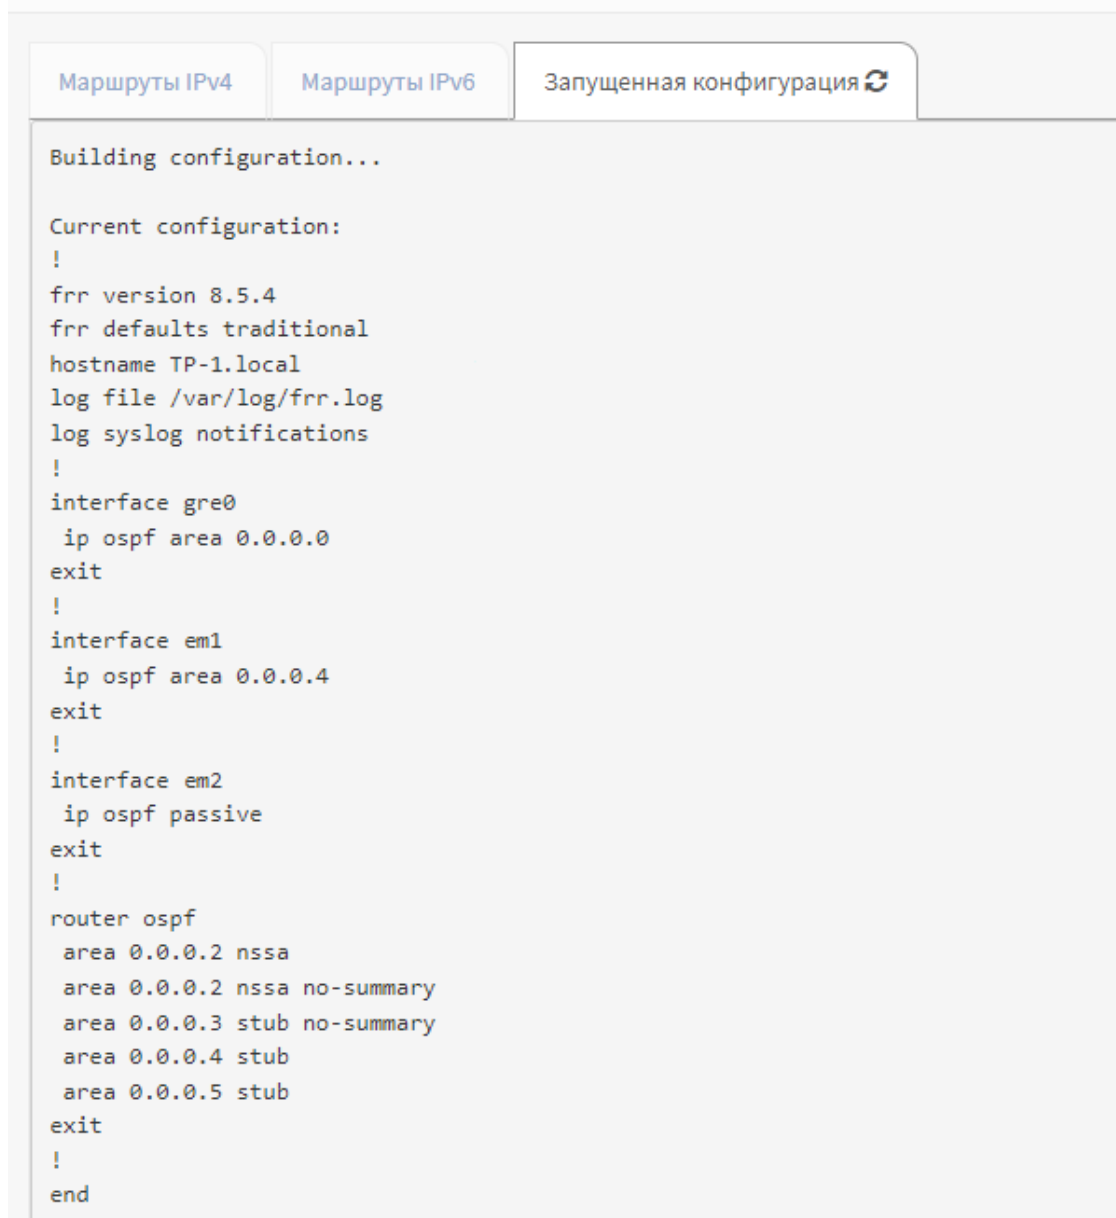 Маршруты IPv4
Маршруты IPv6
Запущенная конфигурация
Building configuration...
Current configuration:
!
frr version 8.5.4
frr defaults traditional
hostname TP-1.local
log file /var/log/frr.log
log syslog notifications
!
interface gre0
 ip ospf area 0.0.0.0
exit
!
interface em1
 ip ospf area 0.0.0.4
exit
!
interface em2
 ip ospf passive
exit
!
router ospf
 area 0.0.0.2 nssa
 area 0.0.0.2 nssa no-summary
 area 0.0.0.3 stub no-summary
 area 0.0.0.4 stub
 area 0.0.0.5 stub
exit
!
end